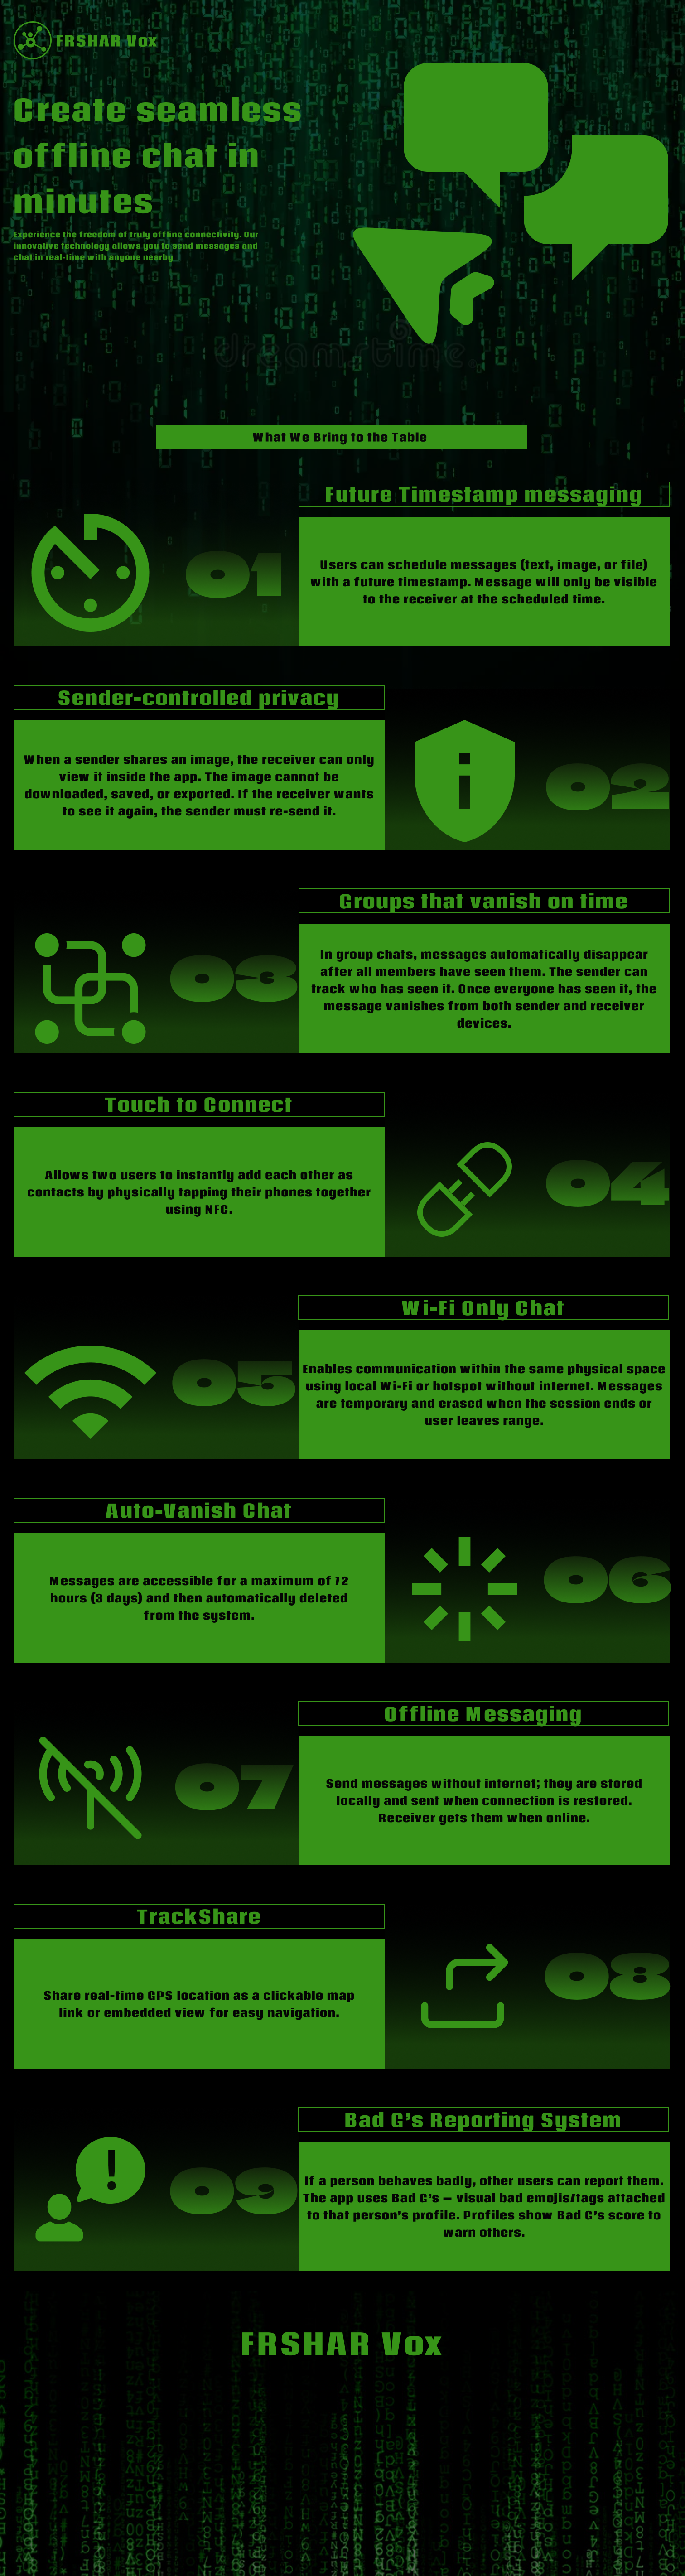 FRSHAR Vox
Create seamless
offline chat in
minutes
Experience the freedom of truly offline connectivity. Our
innovative technology allows you to send messages and
chat in real-time with anyone nearby
dreamstime
What We Bring to the Table
Future Timestamp messaging
01
Users can schedule messages (text, image, or file)
with a future timestamp. Message will only be visible
to the receiver at the scheduled time.
Sender-controlled privacy
When a sender shares an image, the receiver can only
view it inside the app. The image cannot be
downloaded, saved, or exported. If the receiver wants
to see it again, the sender must re-send it.
02
Groups that vanish on time
03
In group chats, messages automatically disappear
after all members have seen them. The sender can
track who has seen it. Once everyone has seen it, the
message vanishes from both sender and receiver
devices.
Touch to Connect
Allows two users to instantly add each other as
contacts by physically tapping their phones together
using NFC.
04
Wi-Fi Only Chat
05
Enables communication within the same physical space
using local Wi-Fi or hotspot without internet. Messages
are temporary and erased when the session ends or
user leaves range.
Auto-Vanish Chat
Messages are accessible for a maximum of 72
hours (3 days) and then automatically deleted
from the system.
06
Offline Messaging
07
Send messages without internet; they are stored
locally and sent when connection is restored.
Receiver gets them when online.
TrackShare
Share real-time GPS location as a clickable map
link or embedded view for easy navigation.
08
Bad G's Reporting System
09
If a person behaves badly, other users can report them.
The app uses Bad G's – visual bad emojis/tags attached
to that person's profile. Profiles show Bad G's score to
warn others.
FRSHAR Vox